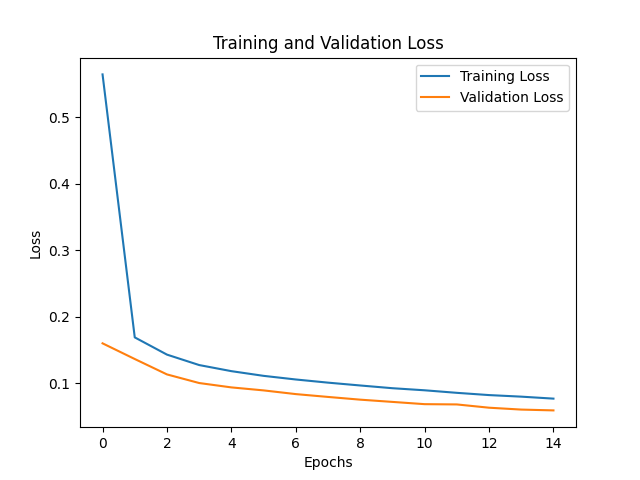 Training and Validation Loss
Training Loss
Validation Loss
0.5
0.4
0.3
0.2
0.1
Loss
0 2 4 6 8 10 12 14
Epochs